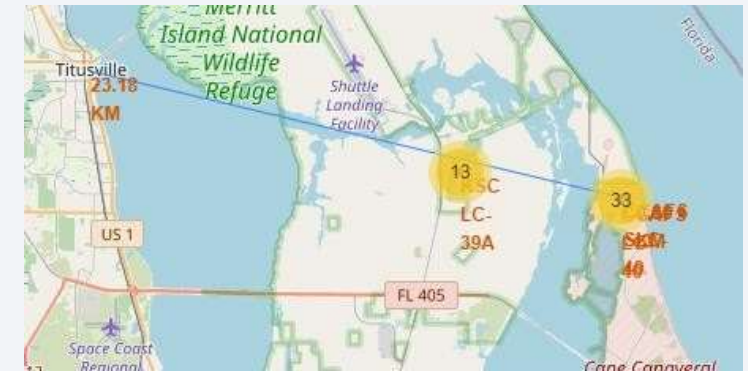 Merritt
Island National
Wildlife
Refuge
Florida
Titusville
23.18
KM
Shuttle
Landing
Facility
13
KSC
LC-
39A
33
40
US 1
FL 405
Space Coast
Regional
Cape Canaveral